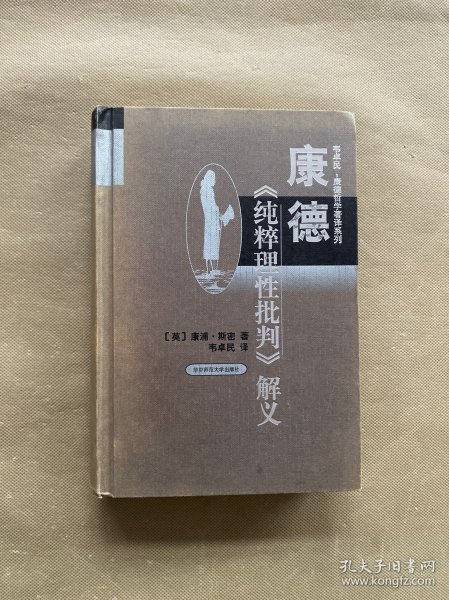 韦卓民·康德哲学著译系列
康德
《纯粹理性批判》解义
[英]康浦·斯密 著
韦卓民 译
华中师范大学出版社
孔夫子旧书网
www.kongfz.com